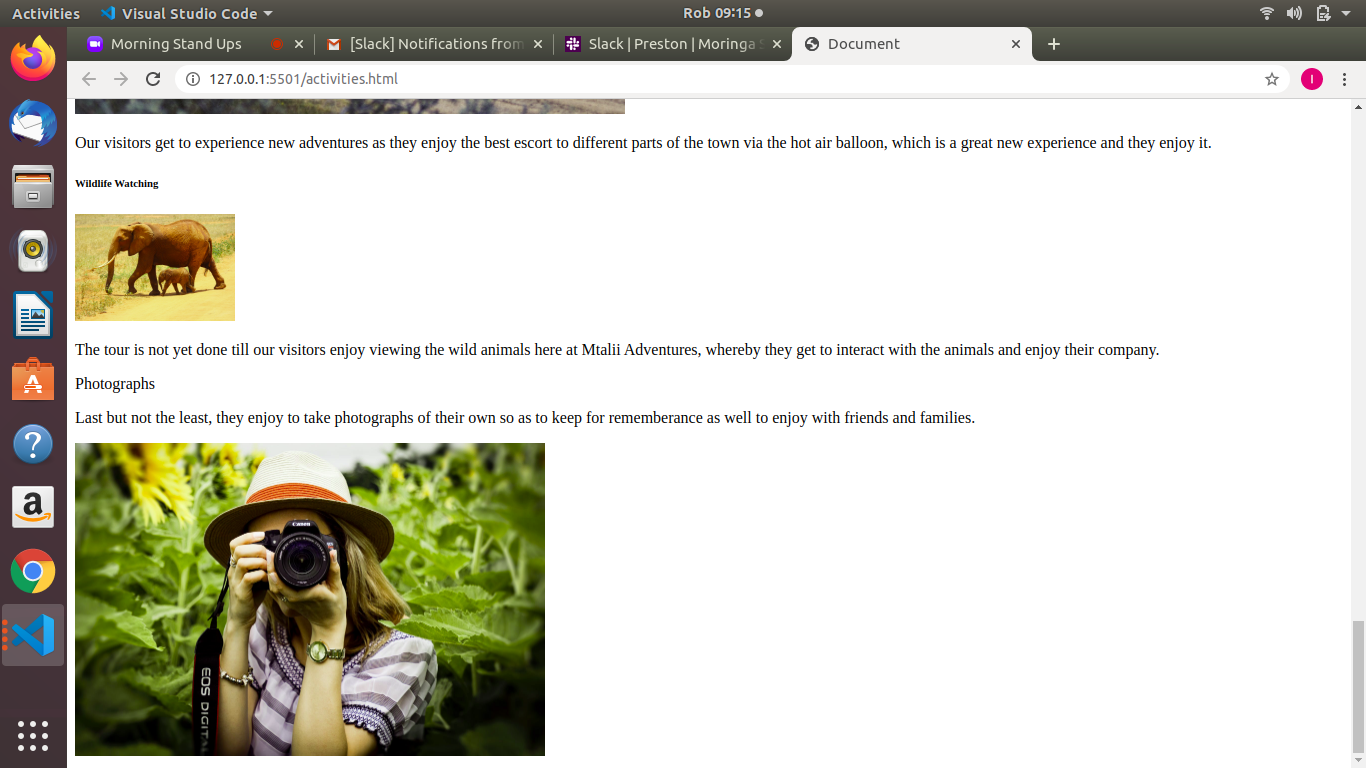 Activities Visual Studio Code Rob 09:15
Morning Stand Ups [Slack] Notifications from Slack | Preston | Moringa S Document
127.0.0.1:5501/activities.html I
Our visitors get to experience new adventures as they enjoy the best escort to different parts of the town via the hot air balloon, which is a great new experience and they enjoy it.
Wildlife Watching
The tour is not yet done till our visitors enjoy viewing the wild animals here at Mtalii Adventures, whereby they get to interact with the animals and enjoy their company.
Photographs
Last but not the least, they enjoy to take photographs of their own so as to keep for rememberance as well to enjoy with friends and families.
Canon
EOS DIGITAL